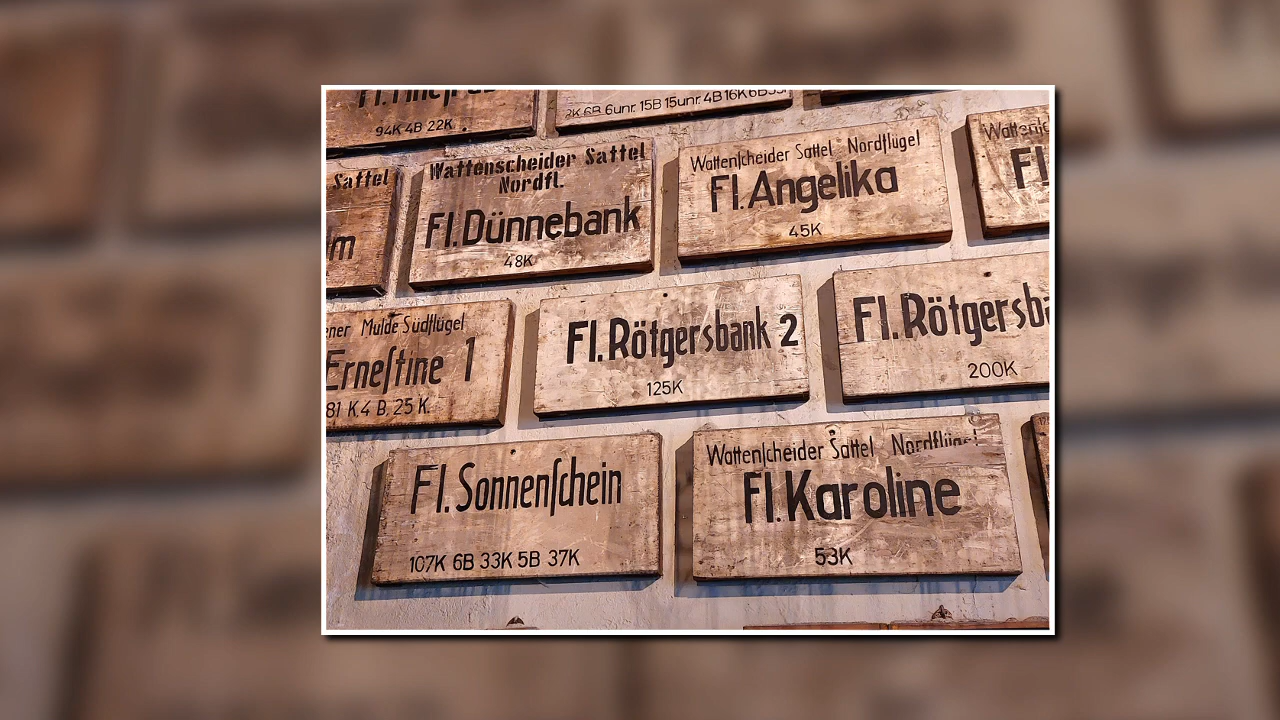 94K 4B 22K
2K 6B 6unr. 15B 15unr. 4B 16K 6B
Sattel
Wattenscheider Sattel
Nordfl.
Fl. Dünnebank
48K
Wattenſcheider Sattel Nordflügel
Fl. Angelika
45K
Fl.
Mulde Südflügel
Erneſtine 1
81 K. 4 B, 25 K.
Fl. Rötgersbank 2
125K
Fl. Rötgersba
200K
Fl. Sonnenſchein
107K 6B 33K 5B 37K
Wattenſcheider Sattel Nordflügel
Fl. Karoline
53K